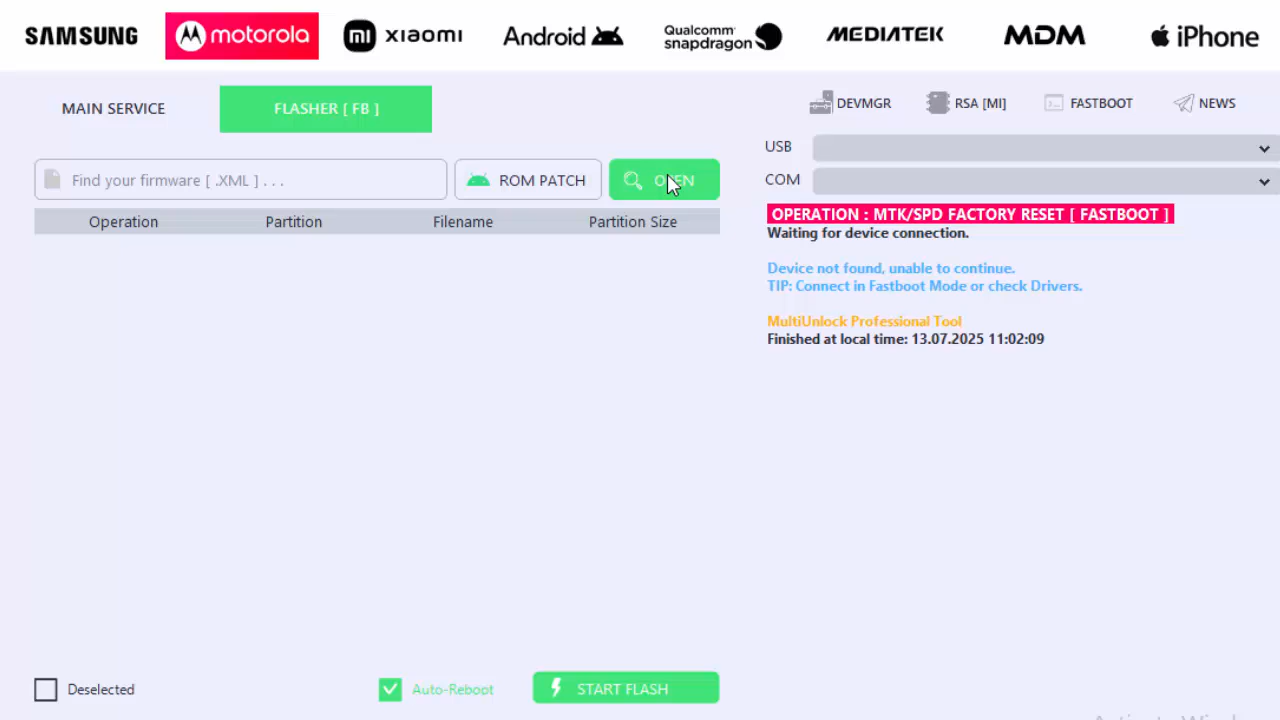 SAMSUNG
motorola
xiaomi
Android
Qualcomm
snapdragon
MEDIATEK
MDM
iPhone
MAIN SERVICE
FLASHER [ FB ]
DEVMGR
RSA [MI]
FASTBOOT
NEWS
USB
COM
Find your firmware [ .XML ] . . .
ROM PATCH
OPEN
Operation
Partition
Filename
Partition Size
OPERATION : MTK/SPD FACTORY RESET [ FASTBOOT ]
Waiting for device connection.
Device not found, unable to continue.
TIP: Connect in Fastboot Mode or check Drivers.
MultiUnlock Professional Tool
Finished at local time: 13.07.2025 11:02:09
Deselected
Auto-Reboot
START FLASH